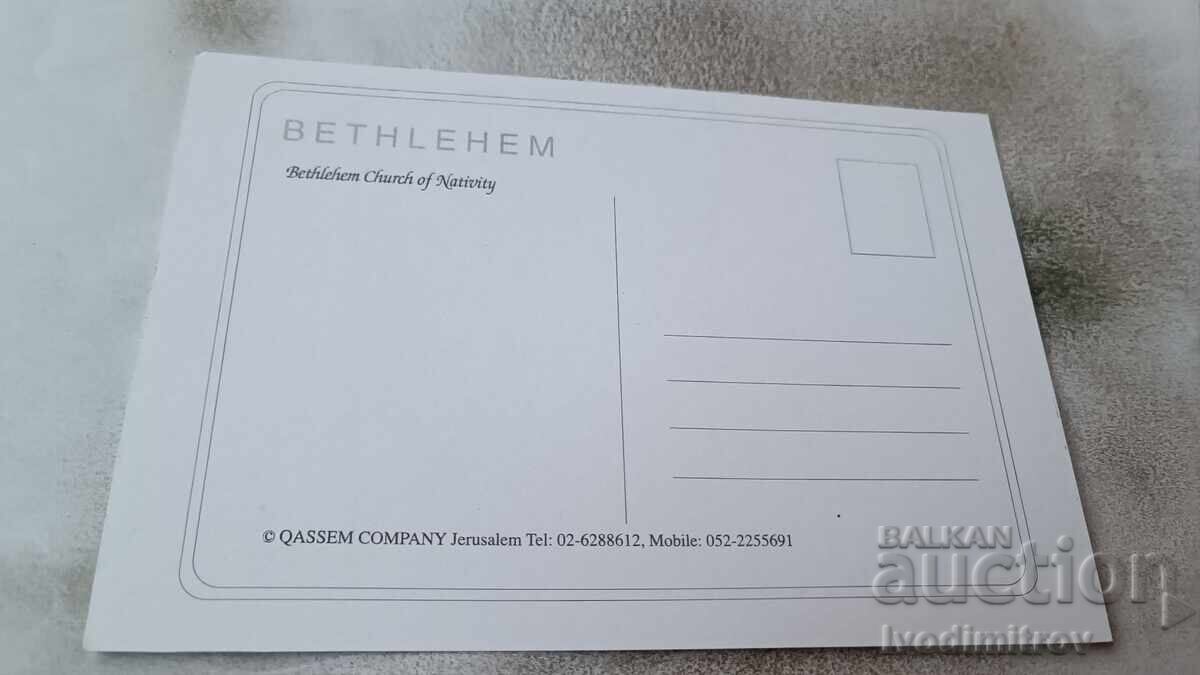 BETHLEHEM
Bethlehem Church of Nativity
© QASSEM COMPANY Jerusalem Tel: 02-6288612, Mobile: 052-2255691
BALKAN
auction
Ivodimitrov